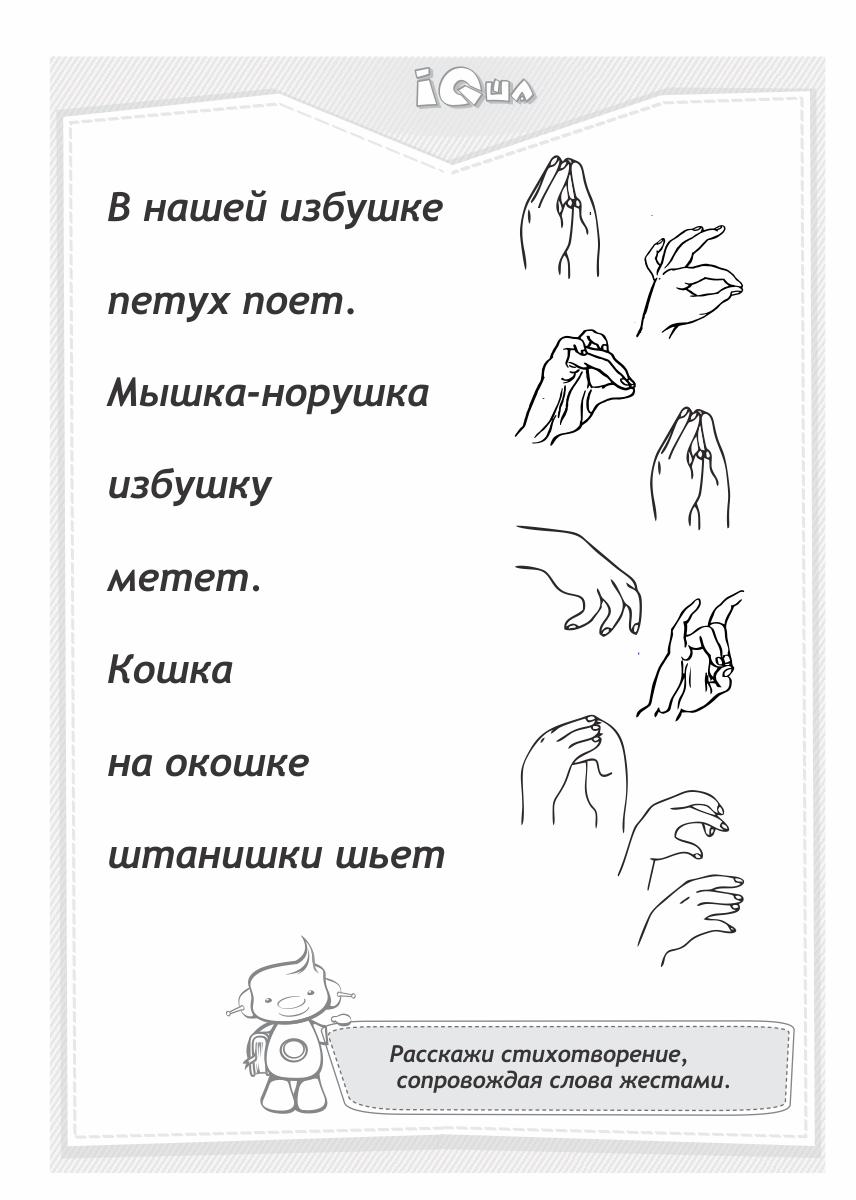 iQша
В нашей избушке
петух поет.
Мышка-норушка
избушку
метет.
Кошка
на окошке
штанишки шьет
Расскажи стихотворение,
сопровождая слова жестами.